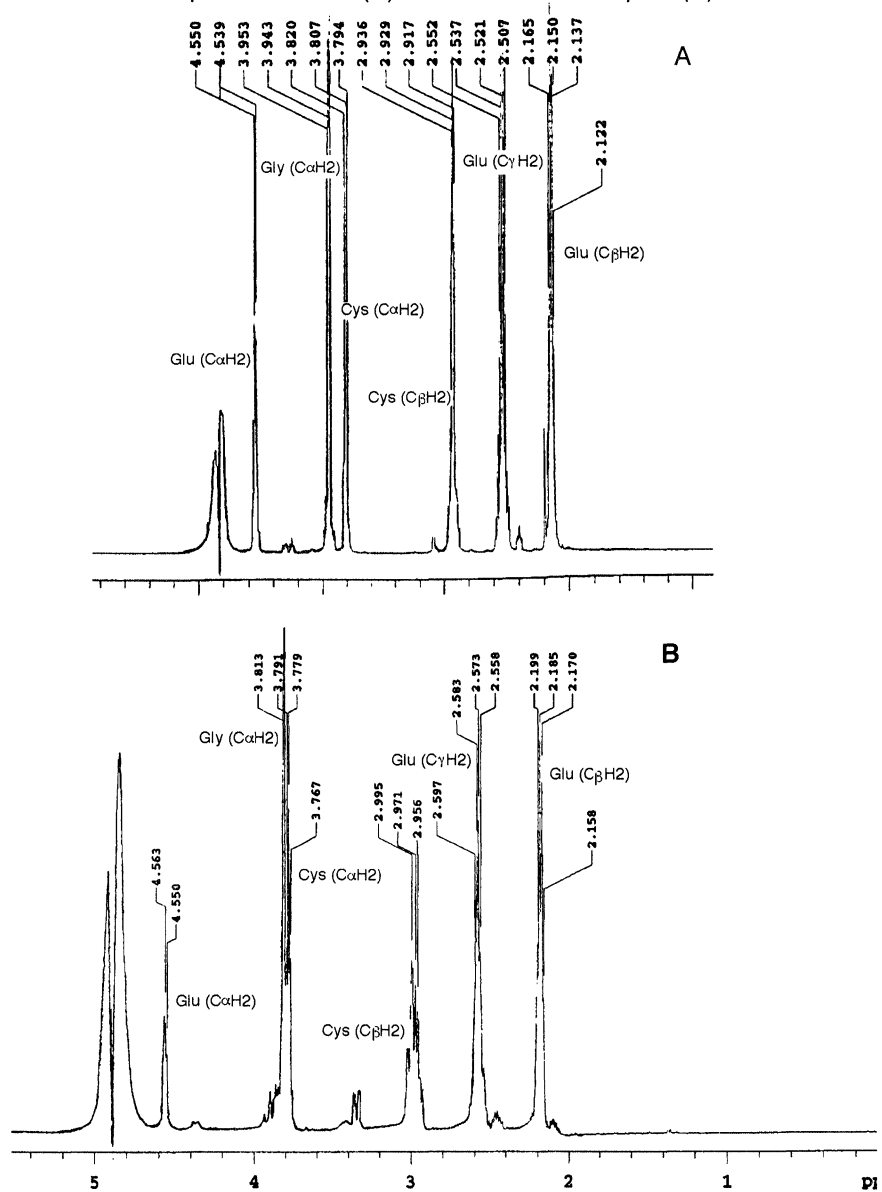 4.550
4.539
3.953
3.943
3.820
3.807
3.794
2.936
2.929
2.917
2.552
2.537
2.521
2.507
2.165
2.150
2.137
A
2.122
Gly (CαH2)
Glu (CγH2)
Glu (CβH2)
Cys (CαH2)
Glu (CαH2)
Cys (CβH2)
B
3.813
3.791
3.779
2.583
2.573
2.558
2.199
2.185
2.170
Gly (CαH2)
Glu (CγH2)
Glu (CβH2)
3.767
2.995
2.971
2.956
2.597
2.158
4.563
4.550
Cys (CαH2)
Glu (CαH2)
Cys (CβH2)
5 4 3 2 1